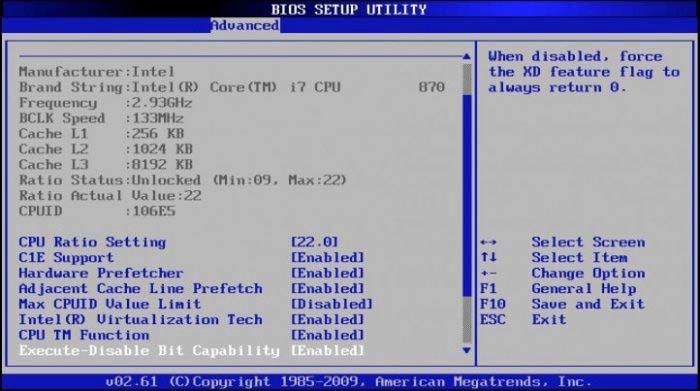 BIOS SETUP UTILITY
Advanced
Manufacturer:Intel
Brand String:Intel(R) Core(TM) i7 CPU 870
Frequency :2.93GHz
BCLK Speed :133MHz
Cache L1 :256 KB
Cache L2 :1024 KB
Cache L3 :8192 KB
Ratio Status:Unlocked (Min:09, Max:22)
Ratio Actual Value:22
CPUID :106E5
CPU Ratio Setting [22.0]
C1E Support [Enabled]
Hardware Prefetcher [Enabled]
Adjacent Cache Line Prefetch [Enabled]
Max CPUID Value Limit [Disabled]
Intel(R) Virtualization Tech [Enabled]
CPU TM Function [Enabled]
Execute-Disable Bit Capability [Enabled]
When disabled, force
the XD feature flag to
always return 0.
↔ Select Screen
↑↓ Select Item
+- Change Option
F1 General Help
F10 Save and Exit
ESC Exit
v02.61 (C)Copyright 1985-2009, American Megatrends, Inc.